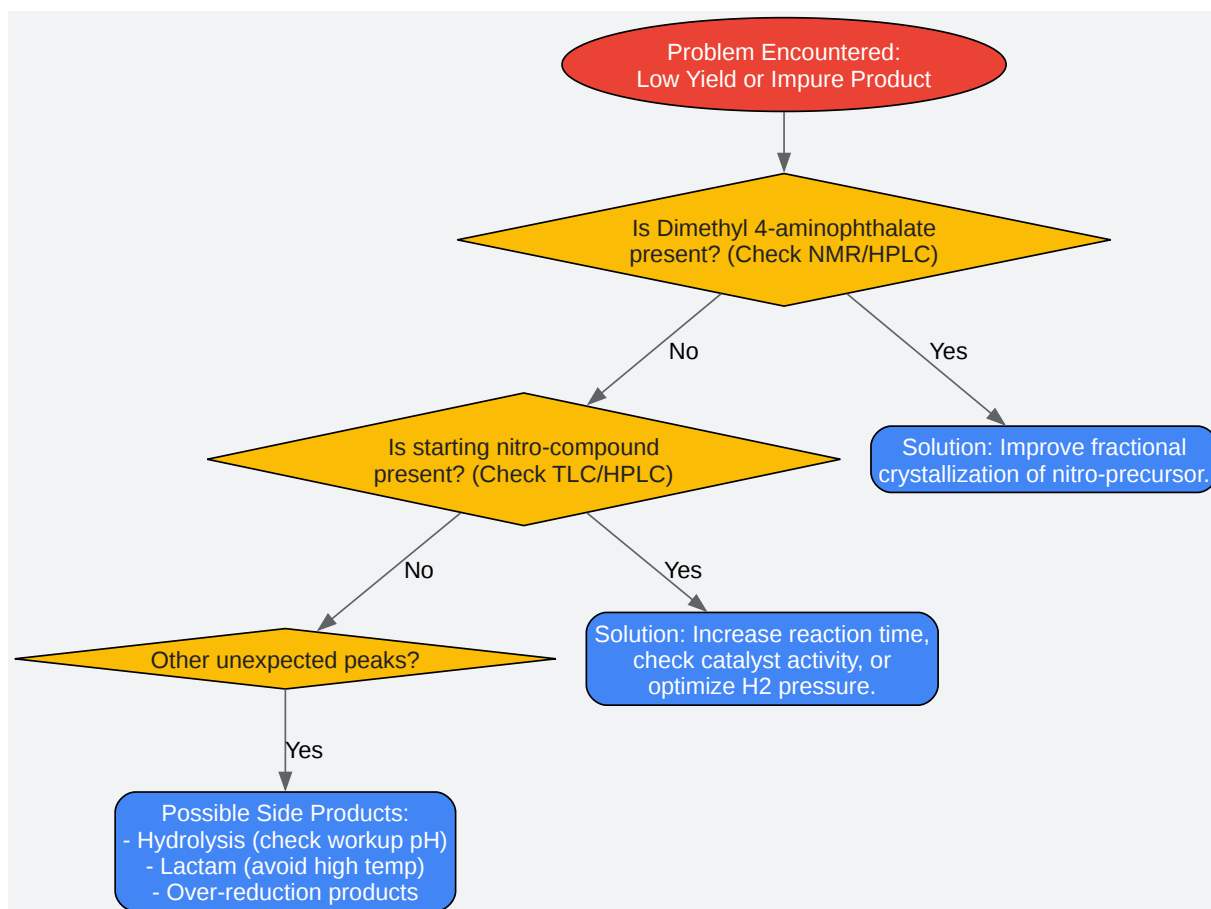 Problem Encountered:
Low Yield or Impure Product
Is Dimethyl 4-aminophthalate
present? (Check NMR/HPLC)
No
Yes
Is starting nitro-compound
present? (Check TLC/HPLC)
Solution: Improve fractional
crystallization of nitro-precursor.
No
Yes
Other unexpected peaks?
Solution: Increase reaction time,
check catalyst activity, or
optimize H2 pressure.
Yes
Possible Side Products:
- Hydrolysis (check workup pH)
- Lactam (avoid high temp)
- Over-reduction products